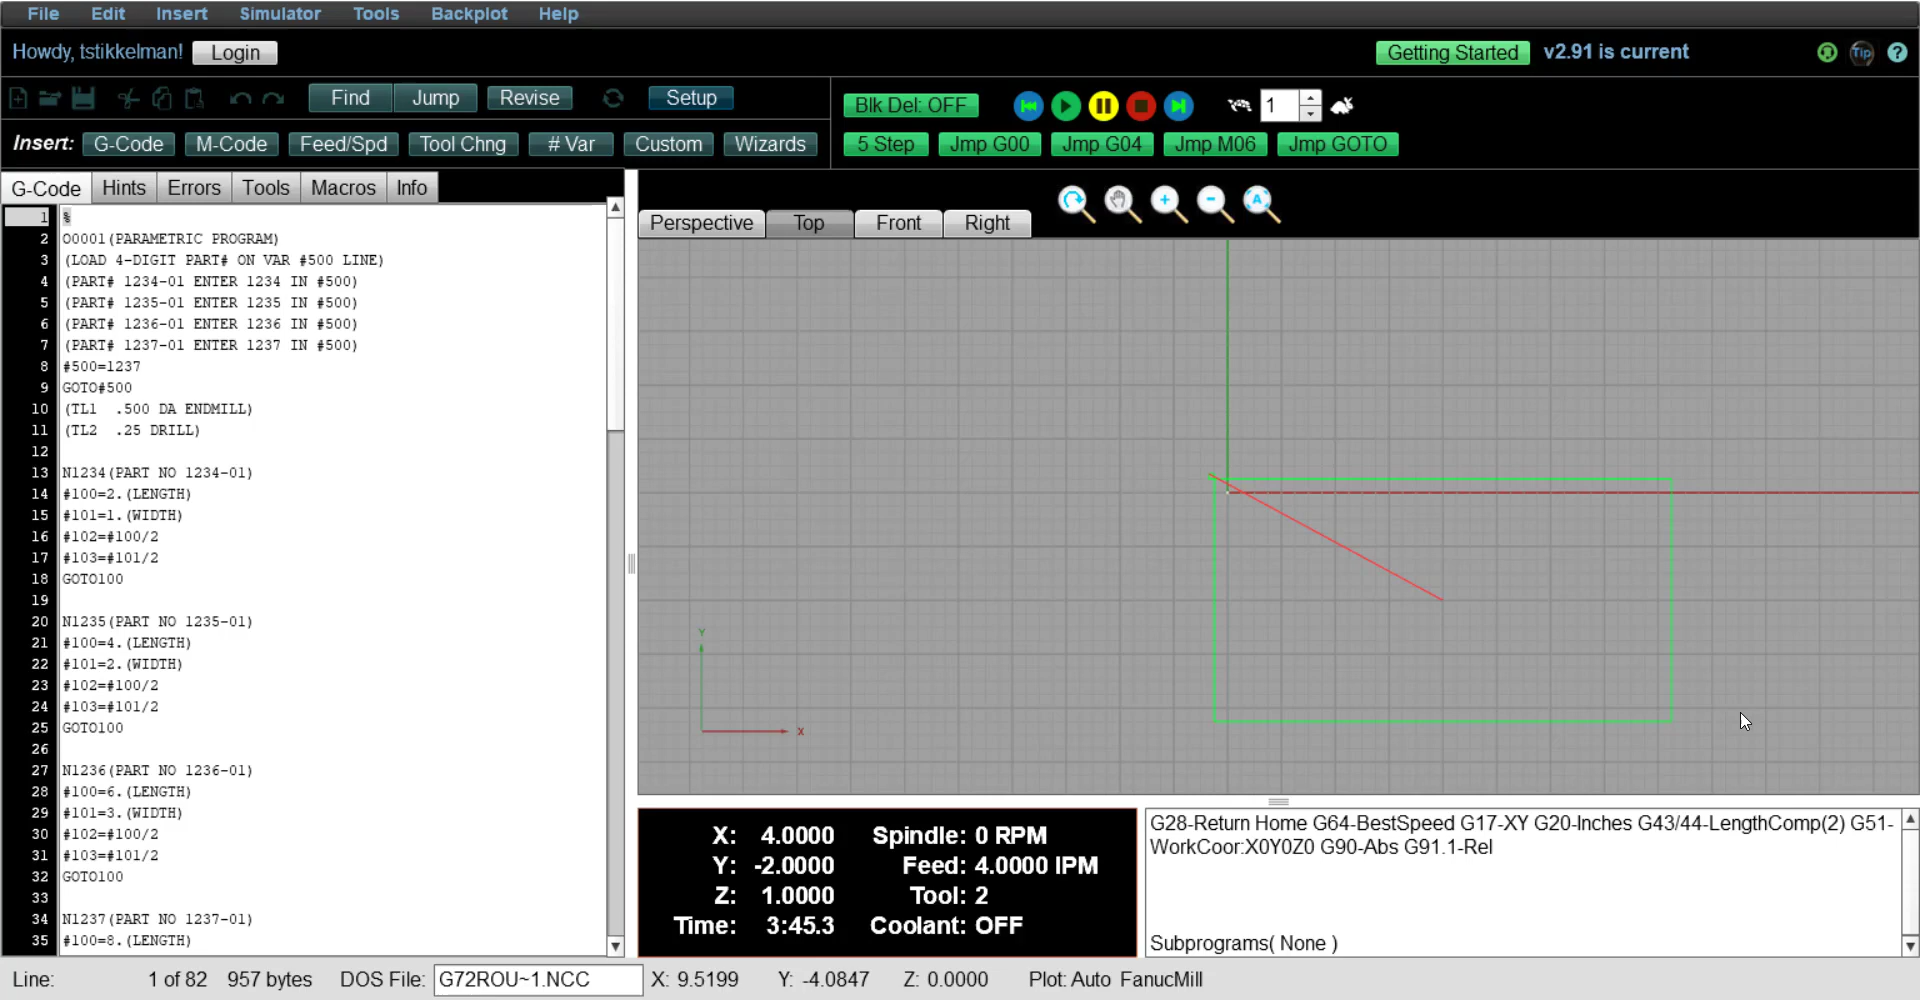 File Edit Insert Simulator Tools Backplot Help
Howdy, tstikkelman! Login Getting Started v2.91 is current Tip ?
Find Jump Revise Setup Blk Del: OFF 1
Insert: G-Code M-Code Feed/Spd Tool Chng # Var Custom Wizards 5 Step Jmp G00 Jmp G04 Jmp M06 Jmp GOTO
G-Code Hints Errors Tools Macros Info
Perspective Top Front Right A
1 %
2 O0001(PARAMETRIC PROGRAM)
3 (LOAD 4-DIGIT PART# ON VAR #500 LINE)
4 (PART# 1234-01 ENTER 1234 IN #500)
5 (PART# 1235-01 ENTER 1235 IN #500)
6 (PART# 1236-01 ENTER 1236 IN #500)
7 (PART# 1237-01 ENTER 1237 IN #500)
8 #500=1237
9 GOTO#500
10 (TL1  .500 DA ENDMILL)
11 (TL2  .25 DRILL)
12
13 N1234(PART NO 1234-01)
14 #100=2.(LENGTH)
15 #101=1.(WIDTH)
16 #102=#100/2
17 #103=#101/2
18 GOTO100
19
20 N1235(PART NO 1235-01)
21 #100=4.(LENGTH)
22 #101=2.(WIDTH)
23 #102=#100/2
24 #103=#101/2
25 GOTO100
26
27 N1236(PART NO 1236-01)
28 #100=6.(LENGTH)
29 #101=3.(WIDTH)
30 #102=#100/2
31 #103=#101/2
32 GOTO100
33
34 N1237(PART NO 1237-01)
35 #100=8.(LENGTH)
Y
X
X: 4.0000 Spindle: 0 RPM
Y: -2.0000 Feed: 4.0000 IPM
Z: 1.0000 Tool: 2
Time: 3:45.3 Coolant: OFF
G28-Return Home G64-BestSpeed G17-XY G20-Inches G43/44-LengthComp(2) G51-
WorkCoor:X0Y0Z0 G90-Abs G91.1-Rel
Subprograms( None )
Line: 1 of 82 957 bytes DOS File: G72ROU~1.NCC X: 9.5199 Y: -4.0847 Z: 0.0000 Plot: Auto FanucMill